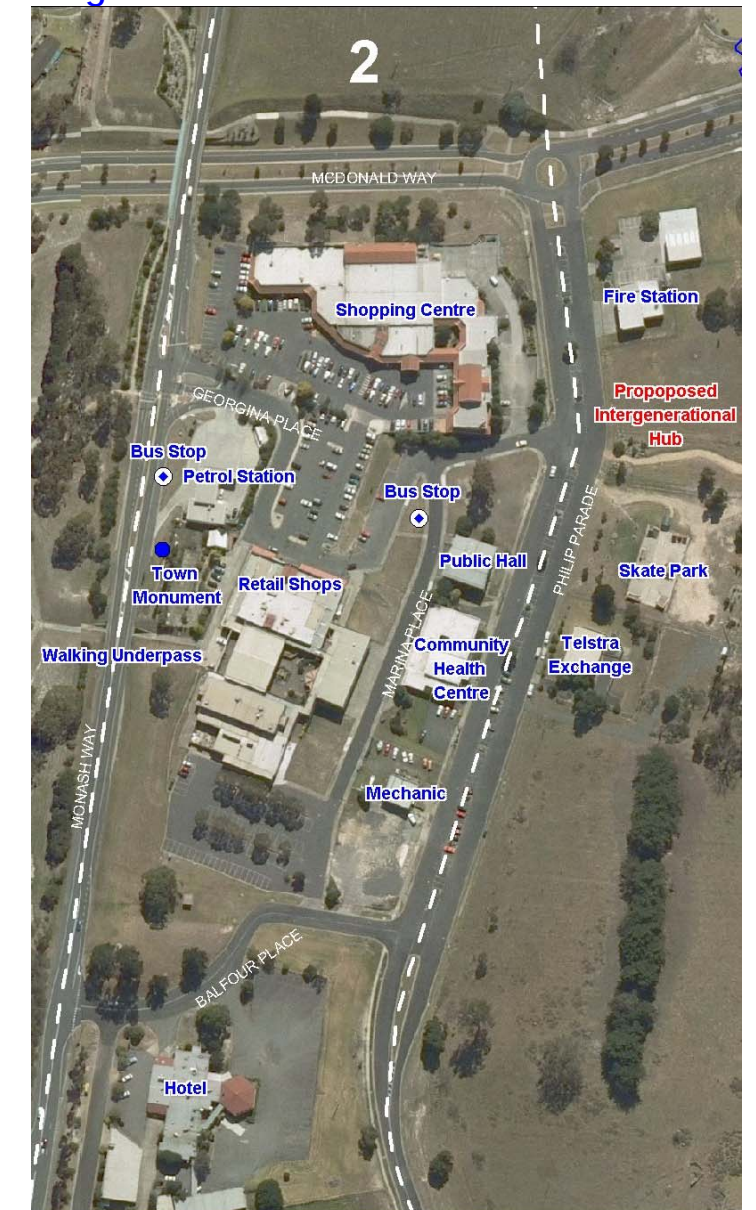 2
MCDONALD WAY
Shopping Centre
Fire Station
Propoposed
Intergenerational
Hub
GEORGINA PLACE
Bus Stop
Petrol Station
Bus Stop
PHILIP PARADE
Public Hall
Skate Park
Town
Monument
Retail Shops
MARINA PLACE
Walking Underpass
Community
Health
Centre
Telstra
Exchange
MONASH WAY
Mechanic
BALFOUR PLACE
Hotel